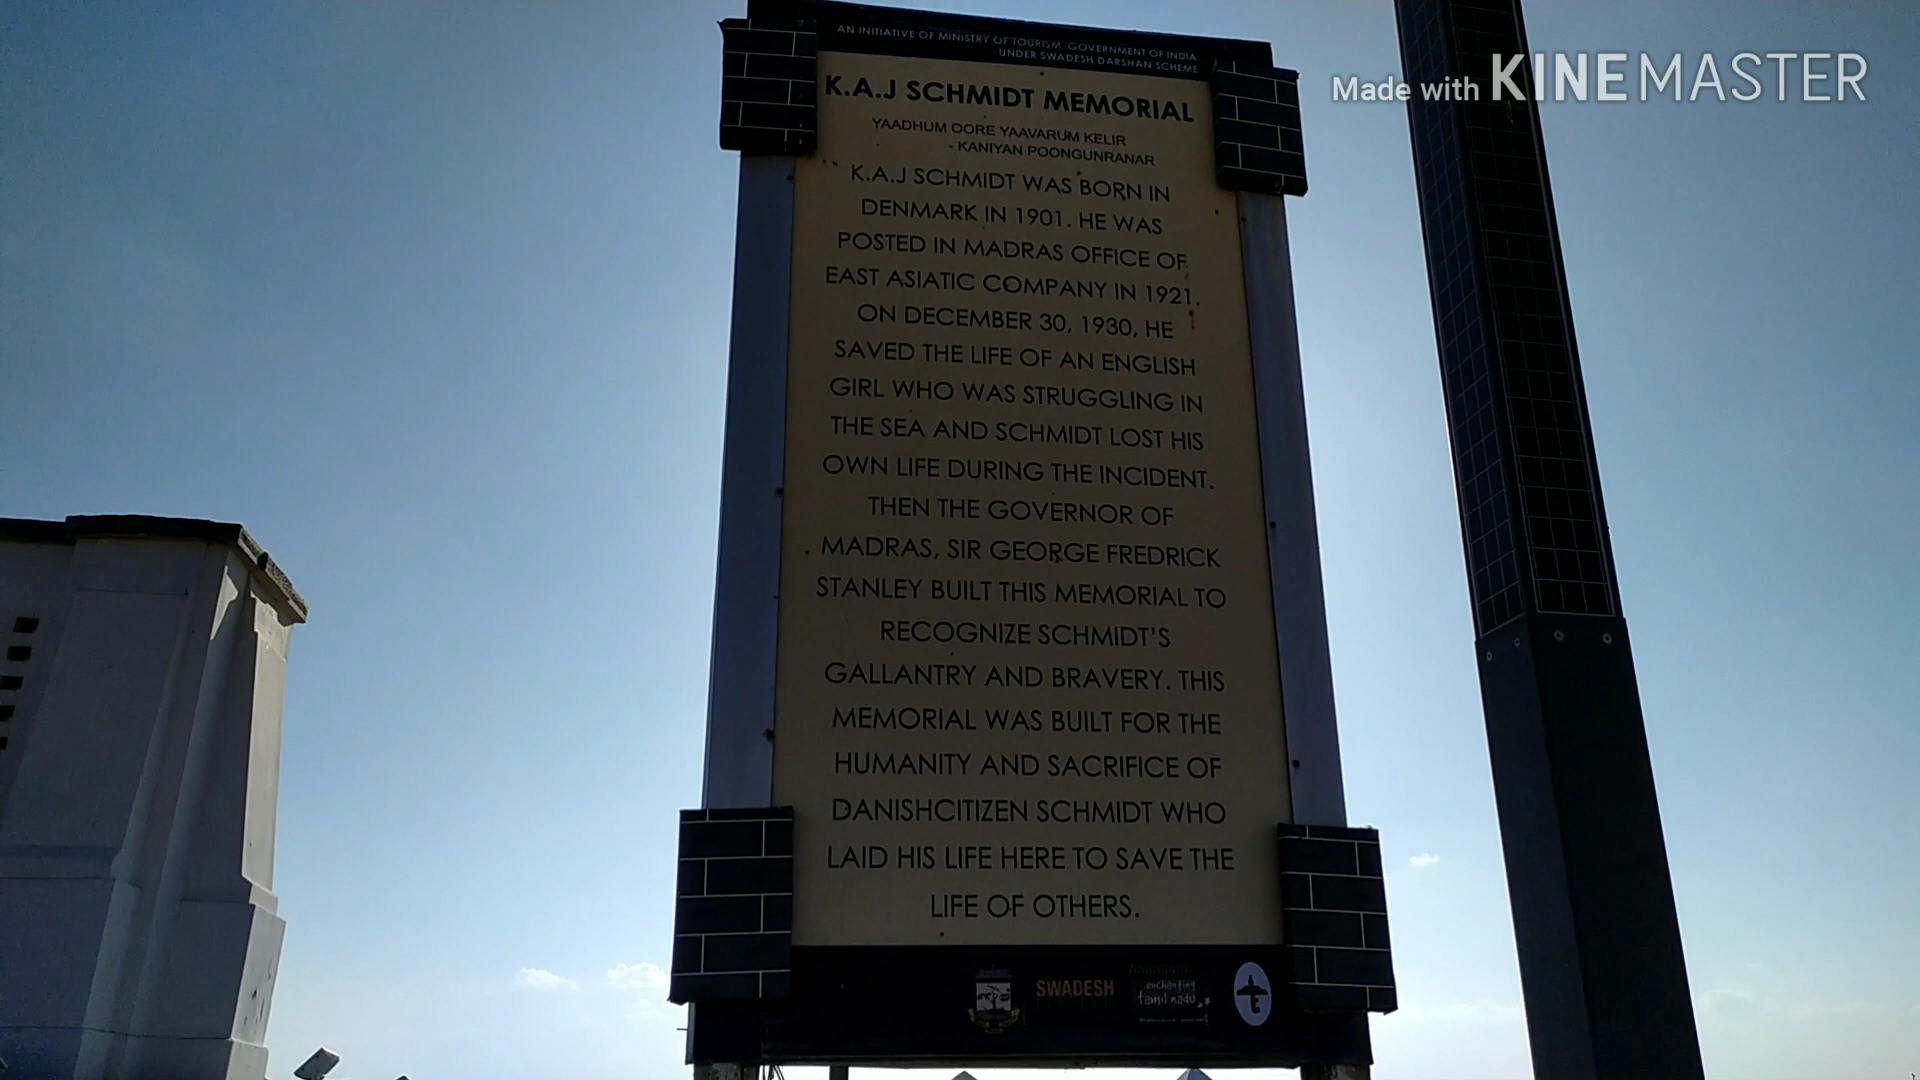 Made with KINEMASTER
AN INITIATIVE OF MINISTRY OF TOURISM, GOVERNMENT OF INDIA
UNDER SWADESH DARSHAN SCHEME
K.A.J SCHMIDT MEMORIAL
YAADHUM OORE YAAVARUM KELIR
- KANIYAN POONGUNRANAR
K.A.J SCHMIDT WAS BORN IN
DENMARK IN 1901. HE WAS
POSTED IN MADRAS OFFICE OF
EAST ASIATIC COMPANY IN 1921.
ON DECEMBER 30, 1930, HE
SAVED THE LIFE OF AN ENGLISH
GIRL WHO WAS STRUGGLING IN
THE SEA AND SCHMIDT LOST HIS
OWN LIFE DURING THE INCIDENT.
THEN THE GOVERNOR OF
MADRAS, SIR GEORGE FREDRICK
STANLEY BUILT THIS MEMORIAL TO
RECOGNIZE SCHMIDT'S
GALLANTRY AND BRAVERY. THIS
MEMORIAL WAS BUILT FOR THE
HUMANITY AND SACRIFICE OF
DANISHCITIZEN SCHMIDT WHO
LAID HIS LIFE HERE TO SAVE THE
LIFE OF OTHERS.
SWADESH
enchanting
tamil nadu